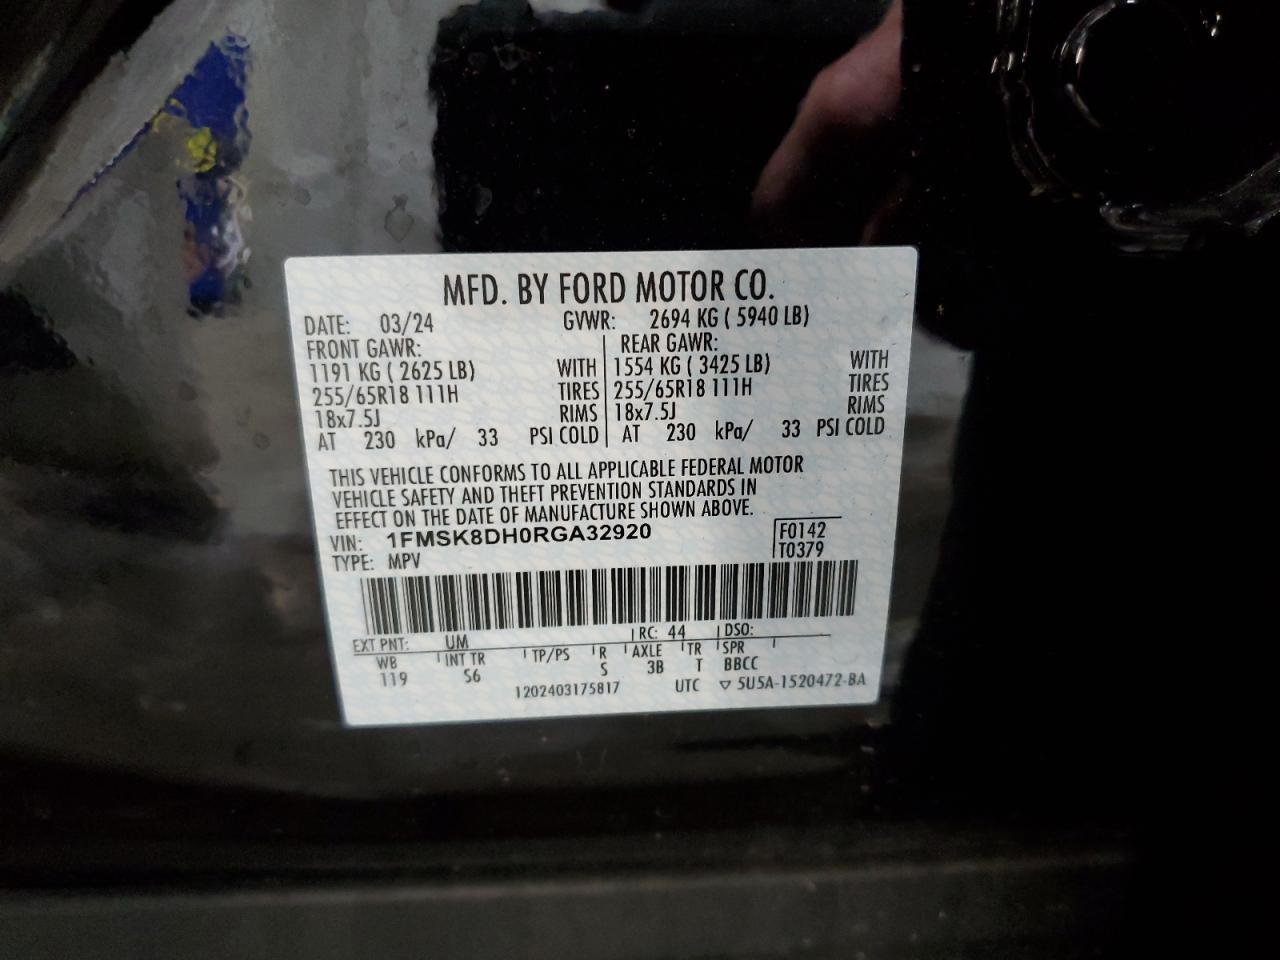 MFD. BY FORD MOTOR CO.
DATE: 03/24 GVWR: 2694 KG ( 5940 LB)
FRONT GAWR: REAR GAWR:
1191 KG ( 2625 LB) WITH 1554 KG ( 3425 LB) WITH
255/65R18 111H TIRES 255/65R18 111H TIRES
18x7.5J RIMS 18x7.5J RIMS
AT 230 kPa/ 33 PSI COLD AT 230 kPa/ 33 PSI COLD
THIS VEHICLE CONFORMS TO ALL APPLICABLE FEDERAL MOTOR
VEHICLE SAFETY AND THEFT PREVENTION STANDARDS IN
EFFECT ON THE DATE OF MANUFACTURE SHOWN ABOVE.
VIN: 1FMSK8DH0RGA32920 F0142
TYPE: MPV T0379
EXT PNT: UM RC: 44 DSO:
WB INT TR TP/PS R AXLE TR SPR
119 S6 S 3B T BBCC
1202403175817 UTC ▽ 5U5A-1520472-BA